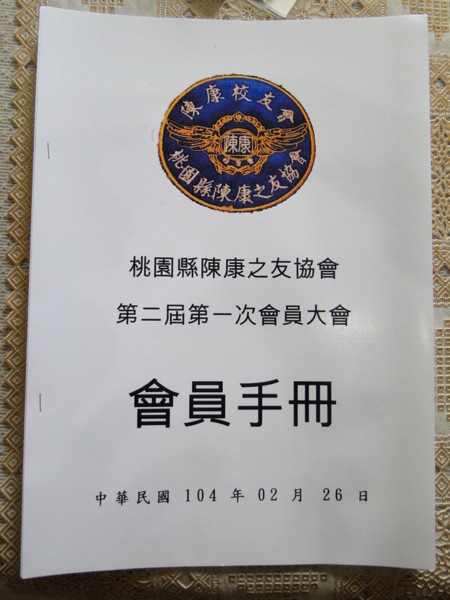 陳康校友會
陳康
桃園縣陳康之友協會
桃園縣陳康之友協會
第二屆第一次會員大會
會員手冊
中華民國 104 年 02 月 26 日